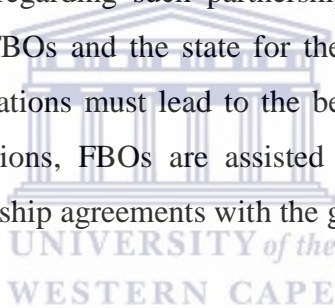 regarding such partnersh
FBOs and the state for the
ations must lead to the be
ions, FBOs are assisted
ship agreements with the g
UNIVERSITY of the
WESTERN CAPE